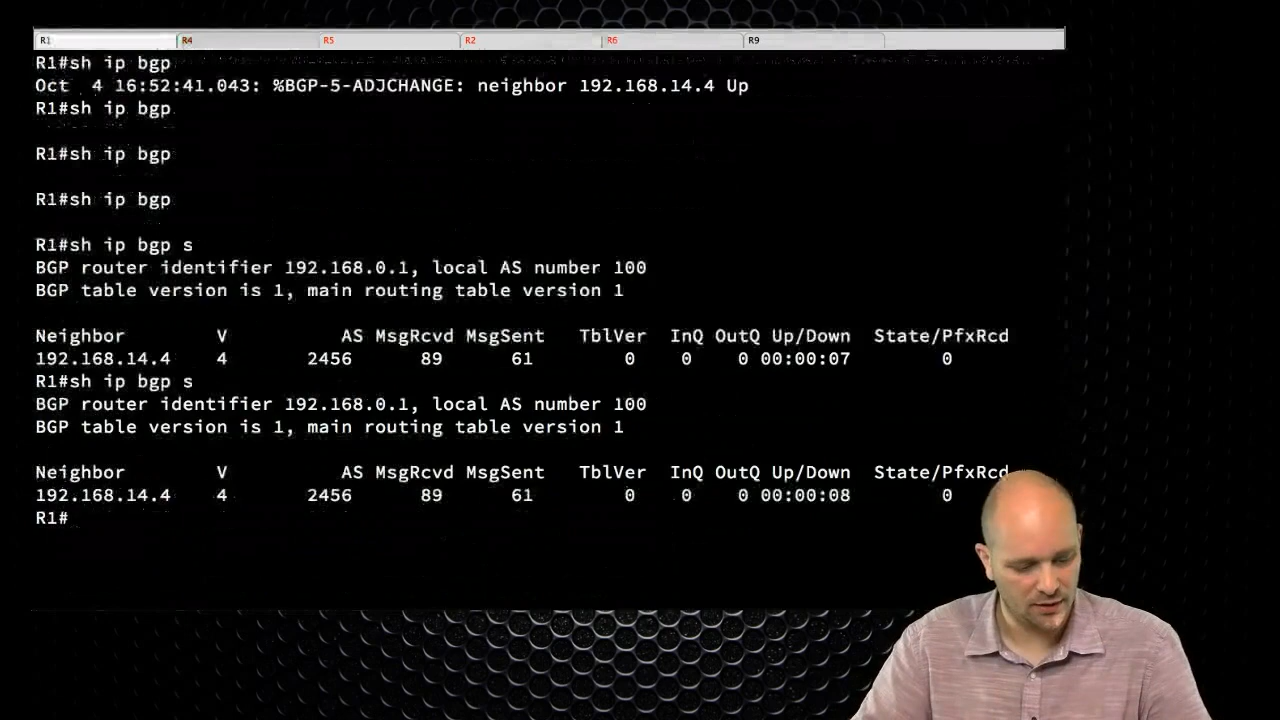 R1 R4 R5 R2 R6 R9
R1#sh ip bgp
Oct  4 16:52:41.043: %BGP-5-ADJCHANGE: neighbor 192.168.14.4 Up
R1#sh ip bgp
R1#sh ip bgp
R1#sh ip bgp
R1#sh ip bgp s
BGP router identifier 192.168.0.1, local AS number 100
BGP table version is 1, main routing table version 1
Neighbor V AS MsgRcvd MsgSent TblVer InQ OutQ Up/Down State/PfxRcd
192.168.14.4 4 2456 89 61 0 0 0 00:00:07 0
R1#sh ip bgp s
BGP router identifier 192.168.0.1, local AS number 100
BGP table version is 1, main routing table version 1
Neighbor V AS MsgRcvd MsgSent TblVer InQ OutQ Up/Down State/PfxRcd
192.168.14.4 4 2456 89 61 0 0 0 00:00:08 0
R1#